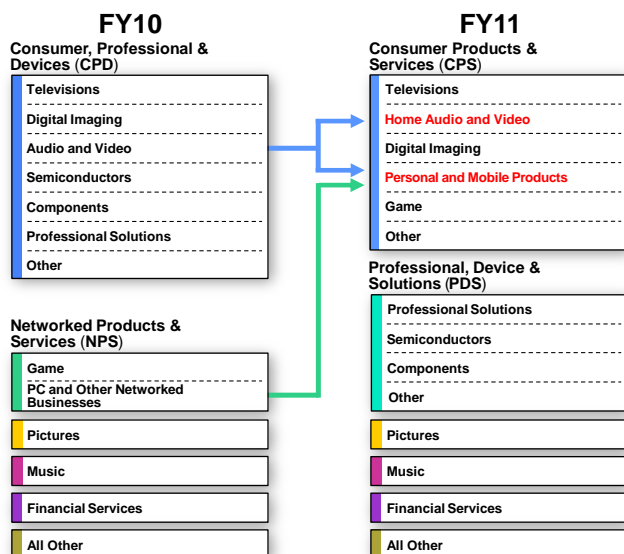 FY10
Consumer, Professional &
Devices (CPD)
Televisions
Digital Imaging
Audio and Video
Semiconductors
Components
Professional Solutions
Other
Networked Products &
Services (NPS)
Game
PC and Other Networked
Businesses
Pictures
Music
Financial Services
All Other
FY11
Consumer Products &
Services (CPS)
Televisions
Home Audio and Video
Digital Imaging
Personal and Mobile Products
Game
Other
Professional, Device &
Solutions (PDS)
Professional Solutions
Semiconductors
Components
Other
Pictures
Music
Financial Services
All Other